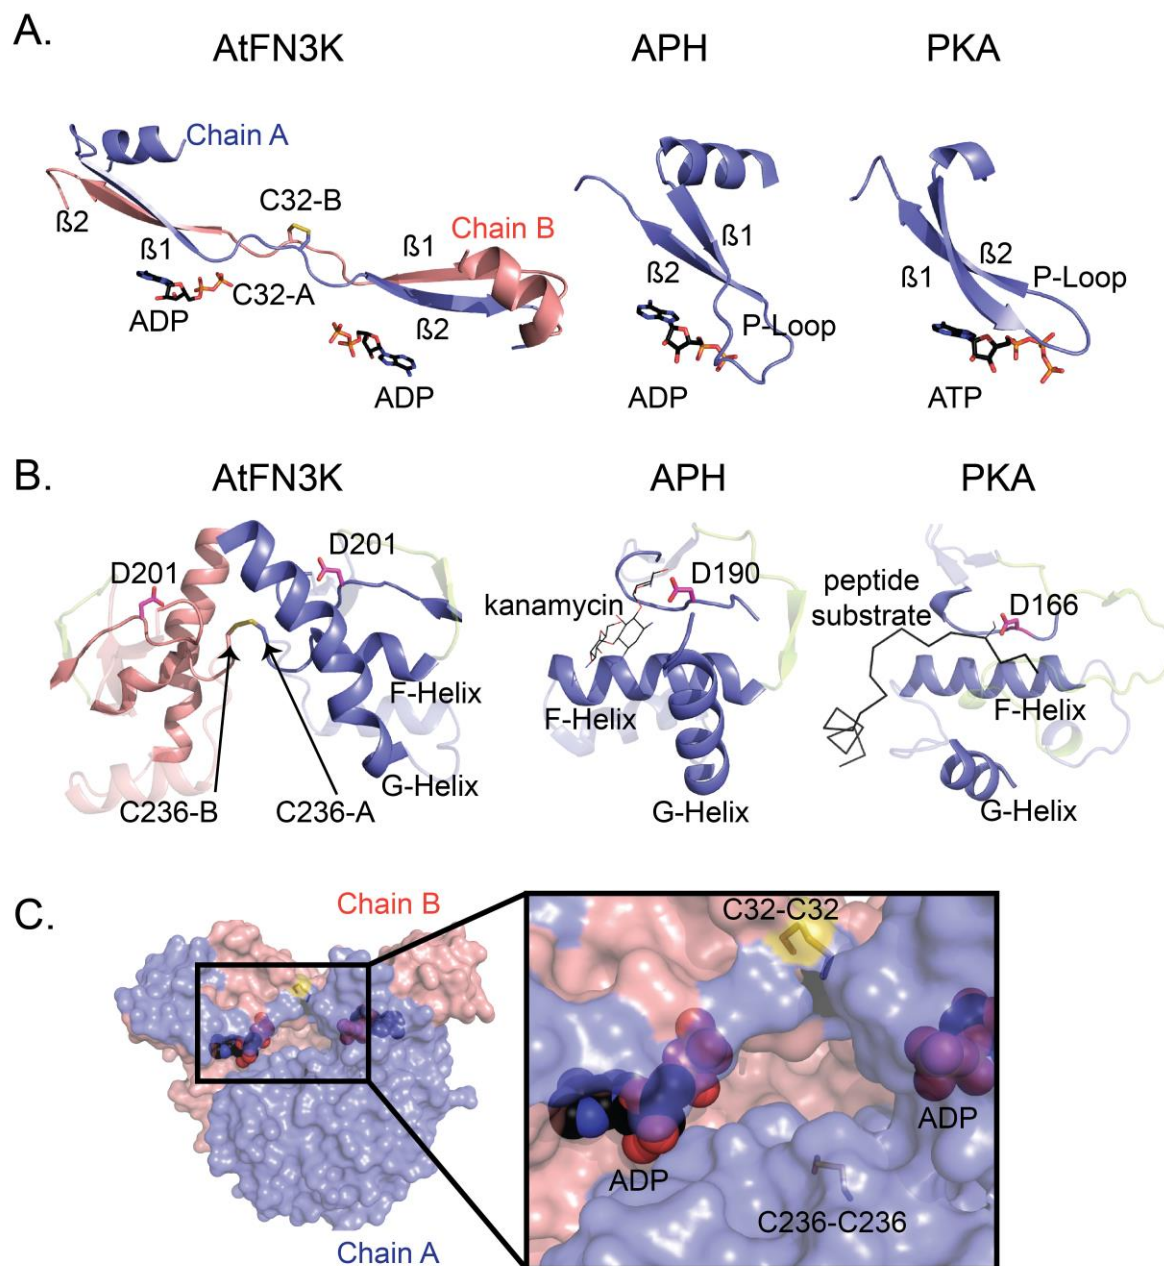 A.
AtFN3K
APH
PKA
Chain A
C32-B
ß2
ß1
ß1
Chain B
C32-A
ADP
ß2
ADP
ß1
ß2
P-Loop
ADP
ß2
ß1
P-Loop
ATP
B.
AtFN3K
APH
PKA
D201
D201
F-Helix
G-Helix
C236-B
C236-A
kanamycin
D190
F-Helix
G-Helix
peptide
substrate
D166
F-Helix
G-Helix
C.
Chain B
Chain A
C32-C32
ADP
ADP
C236-C236